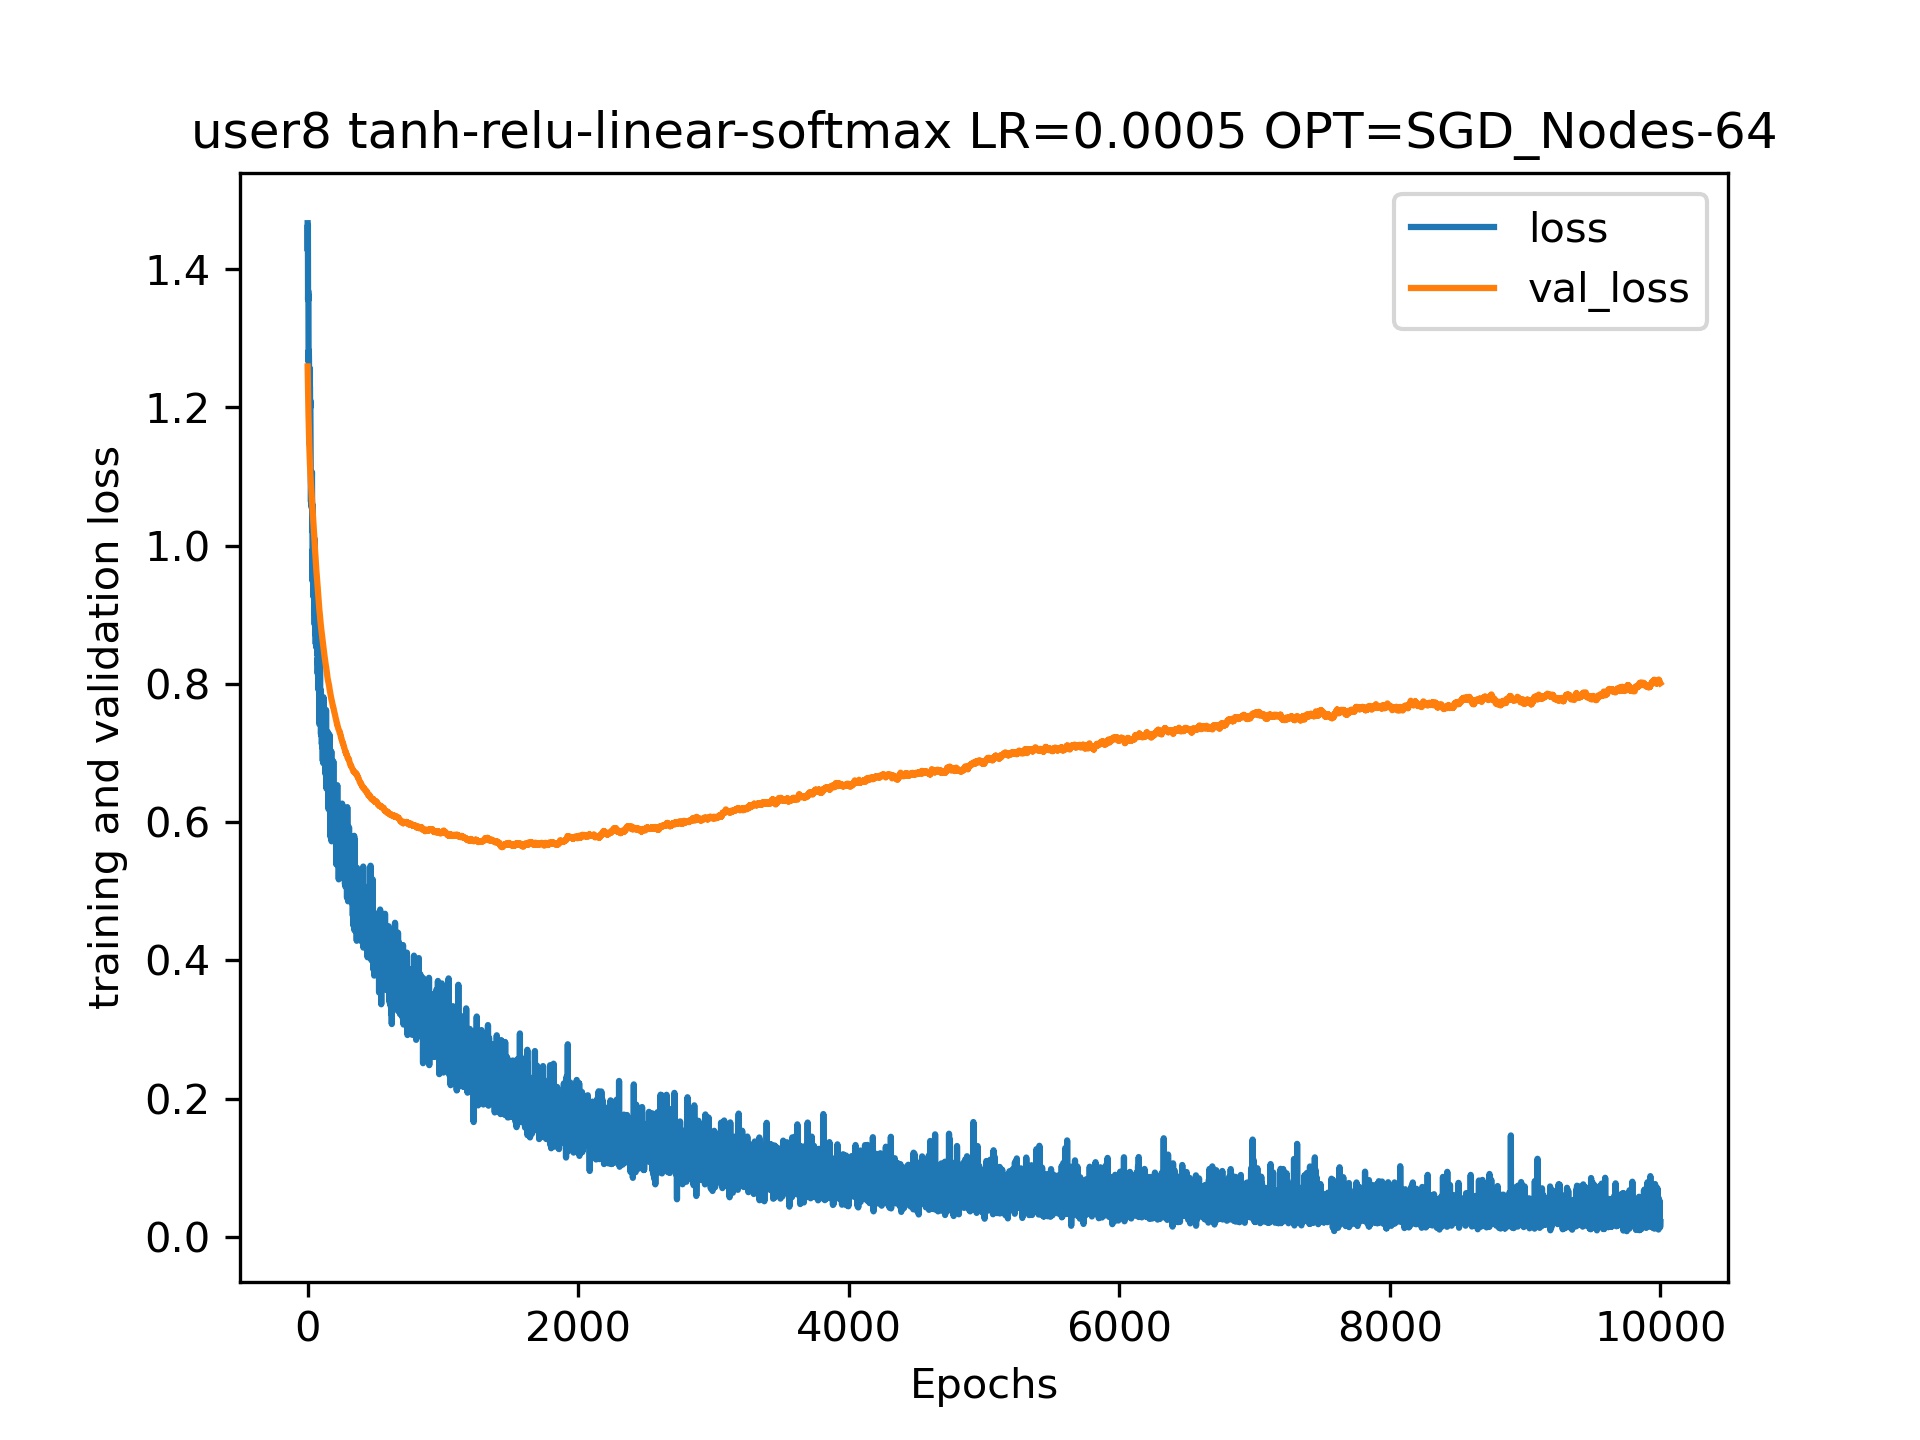 user8 tanh-relu-linear-softmax LR=0.0005 OPT=SGD_Nodes-64
loss
val_loss
training and validation loss
1.4
1.2
1.0
0.8
0.6
0.4
0.2
0.0
0 2000 4000 6000 8000 10000
Epochs